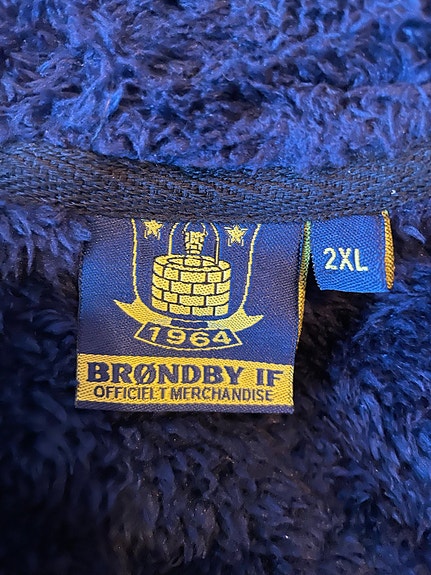 2XL
1964
BRØNDBY IF
OFFICIELT MERCHANDISE